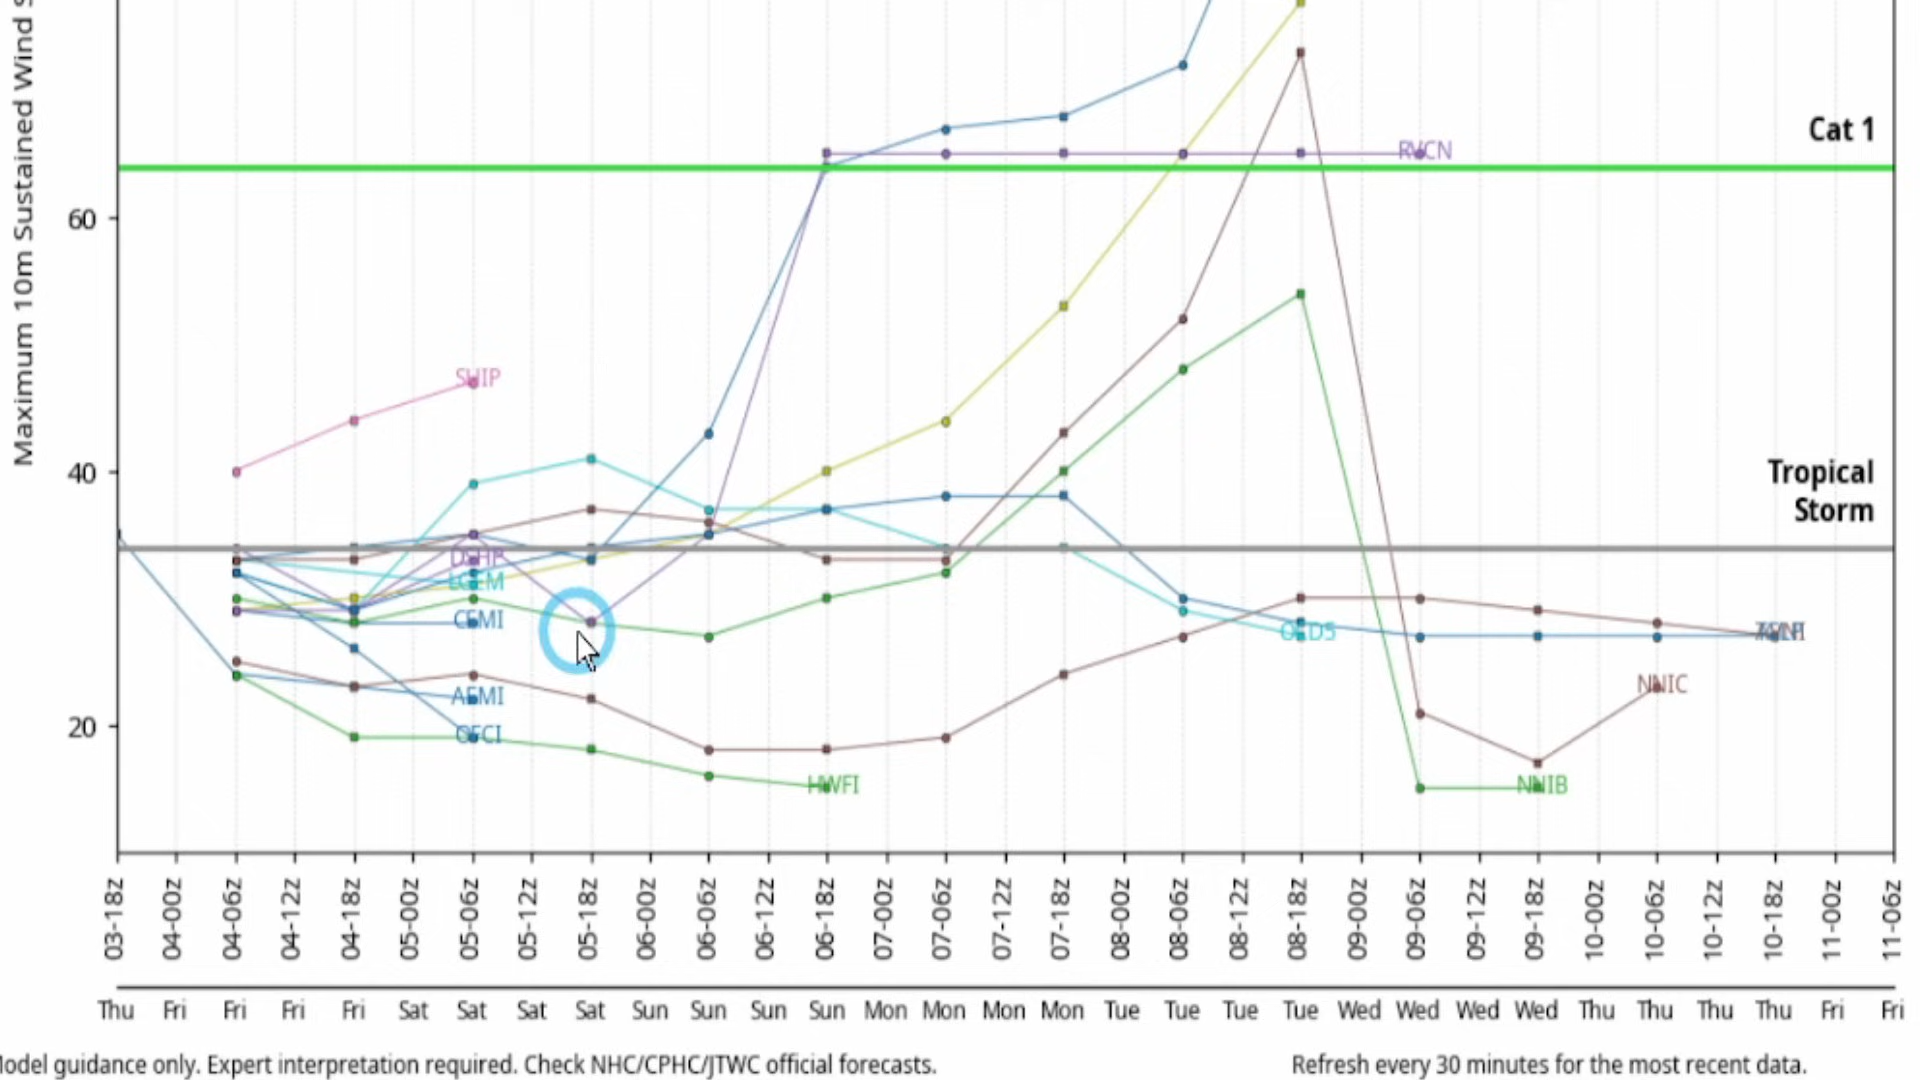 Maximum 10m Sustained Wind
Cat 1
RVCN
60
SHIP
40
Tropical
Storm
DSHP
LGEM
CEMI
OCD5
NNIC
AEMI
20
HWFI
NNIB
03-18Z 04-00Z 04-06Z 04-12Z 04-18Z 05-00Z 05-06Z 05-12Z 05-18Z 06-00Z 06-06Z 06-12Z 06-18Z 07-00Z 07-06Z 07-12Z 07-18Z 08-00Z 08-06Z 08-12Z 08-18Z 09-00Z 09-06Z 09-12Z 09-18Z 10-00Z 10-06Z 10-12Z 10-18Z 11-00Z 11-06Z
Thu Fri Fri Fri Fri Sat Sat Sat Sat Sun Sun Sun Sun Mon Mon Mon Mon Tue Tue Tue Tue Wed Wed Wed Wed Thu Thu Thu Thu Fri Fri
guidance only. Expert interpretation required. Check NHC/CPHC/JTWC official forecasts.
Refresh every 30 minutes for the most recent data.